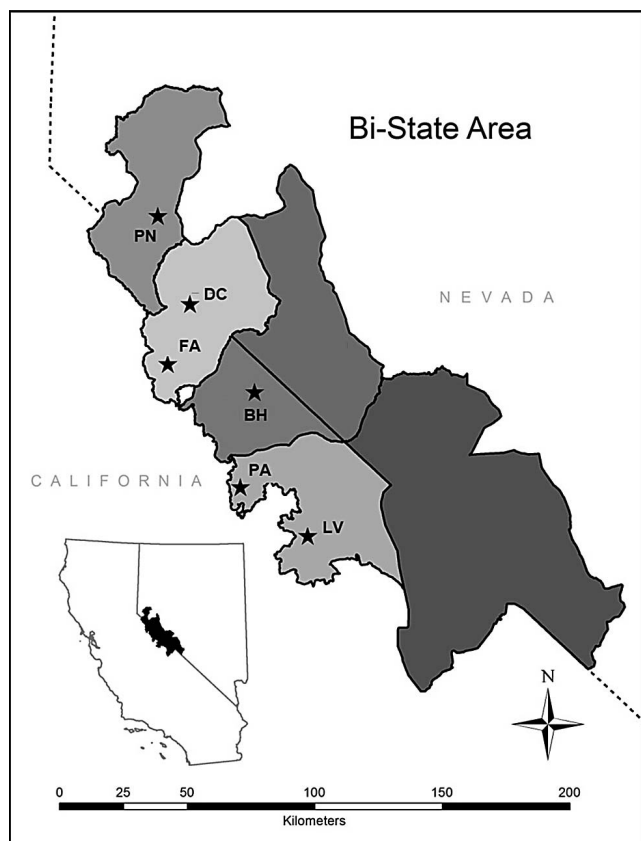 Bi-State Area
PN
DC
NEVADA
FA
BH
CALIFORNIA
PA
LV
N
0 25 50 100 150 200
Kilometers